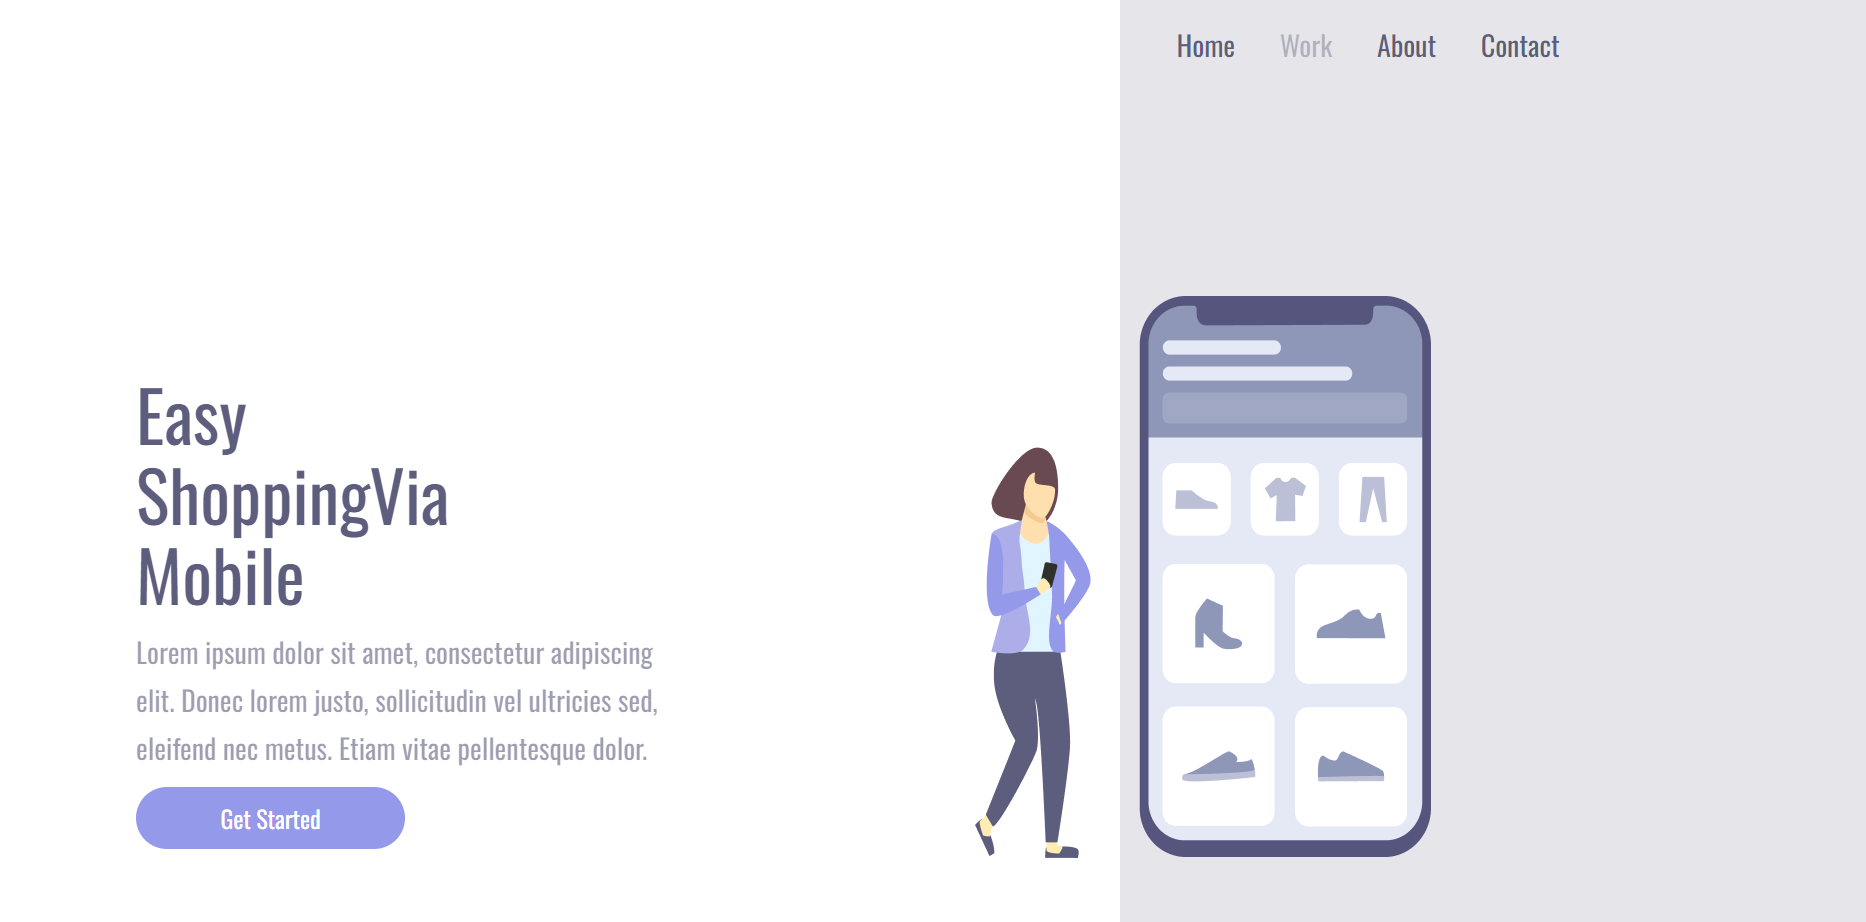 Home Work About Contact
Easy
ShoppingVia
Mobile
Lorem ipsum dolor sit amet, consectetur adipiscing
elit. Donec lorem justo, sollicitudin vel ultricies sed,
eleifend nec metus. Etiam vitae pellentesque dolor.
Get Started